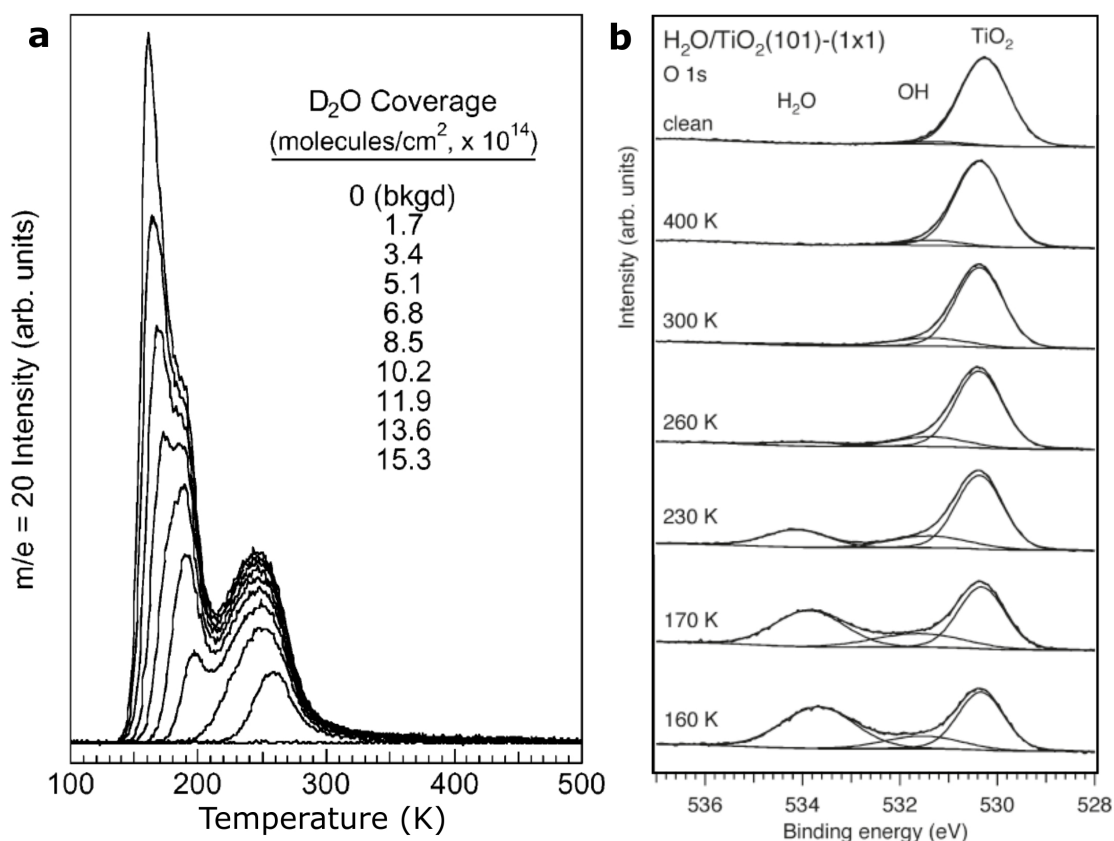 a
D₂O Coverage
(molecules/cm², x 10¹⁴)
0 (bkgd)
1.7
3.4
5.1
6.8
8.5
10.2
11.9
13.6
15.3
m/e = 20 Intensity (arb. units)
100 200 300 400 500
Temperature (K)
b
H₂O/TiO₂(101)-(1x1)
TiO₂
O 1s
H₂O
OH
clean
400 K
300 K
260 K
230 K
170 K
160 K
Intensity (arb. units)
536 534 532 530 528
Binding energy (eV)